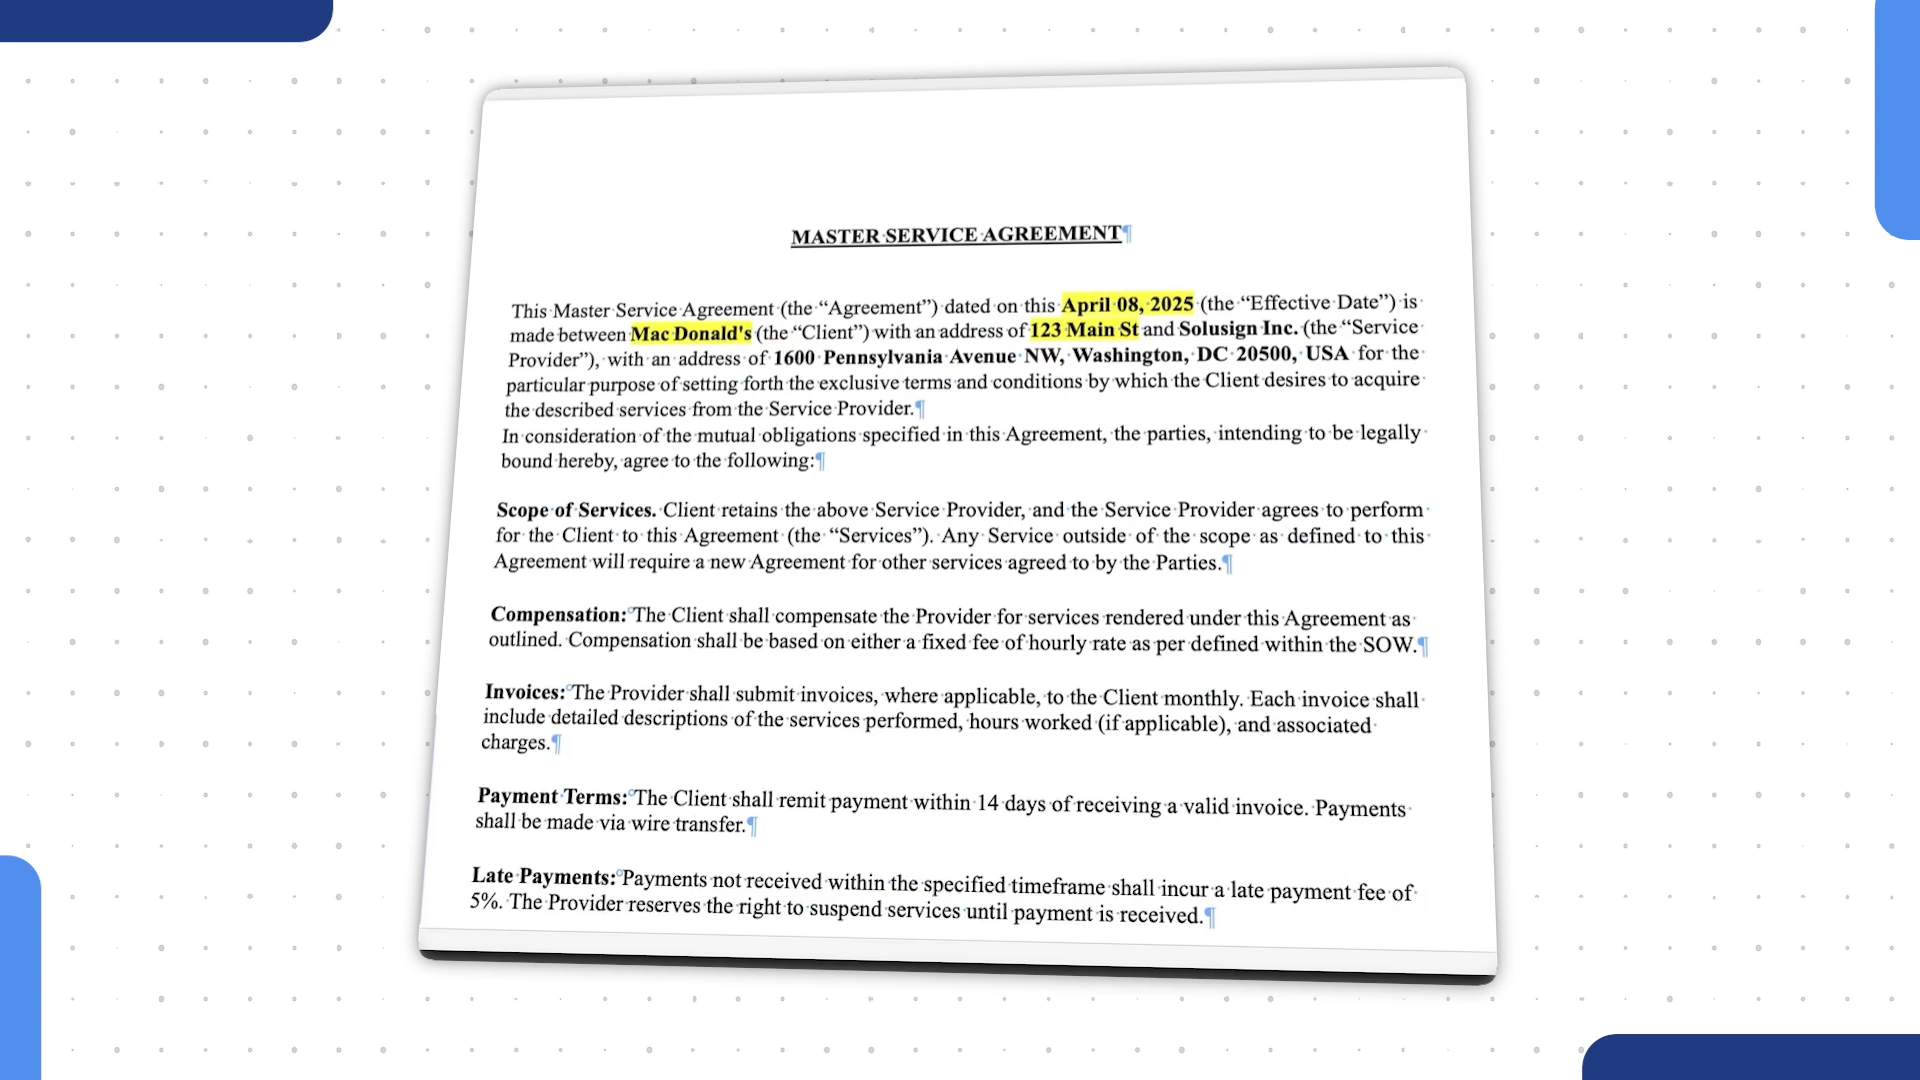 MASTER SERVICE AGREEMENT¶
This Master Service Agreement (the “Agreement”) dated on this April 08, 2025 (the “Effective Date”) is
made between Mac Donald's (the “Client”) with an address of 123 Main St and Solusign Inc. (the “Service
Provider”), with an address of 1600 Pennsylvania Avenue NW, Washington, DC 20500, USA for the
particular purpose of setting forth the exclusive terms and conditions by which the Client desires to acquire
the described services from the Service Provider.¶
In consideration of the mutual obligations specified in this Agreement, the parties, intending to be legally
bound hereby, agree to the following:¶
Scope of Services. Client retains the above Service Provider, and the Service Provider agrees to perform
for the Client to this Agreement (the “Services”). Any Service outside of the scope as defined to this
Agreement will require a new Agreement for other services agreed to by the Parties.¶
Compensation: The Client shall compensate the Provider for services rendered under this Agreement as
outlined. Compensation shall be based on either a fixed fee of hourly rate as per defined within the SOW.¶
Invoices: The Provider shall submit invoices, where applicable, to the Client monthly. Each invoice shall
include detailed descriptions of the services performed, hours worked (if applicable), and associated
charges.¶
Payment Terms: The Client shall remit payment within 14 days of receiving a valid invoice. Payments
shall be made via wire transfer.¶
Late Payments: Payments not received within the specified timeframe shall incur a late payment fee of
5%. The Provider reserves the right to suspend services until payment is received.¶